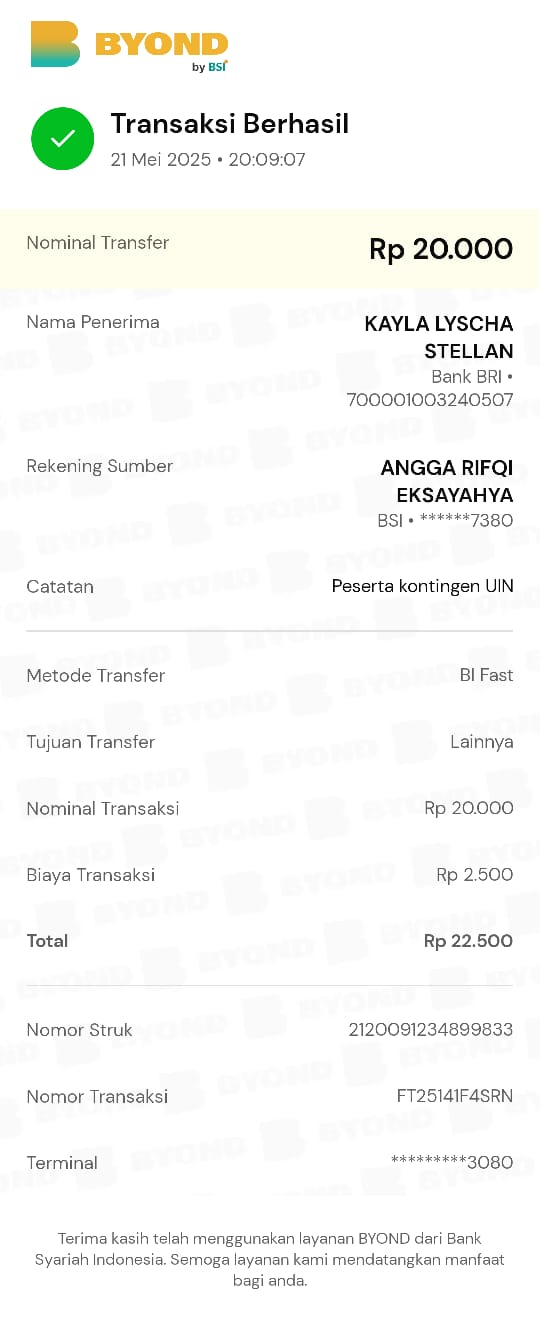 BYOND
by BSI
Transaksi Berhasil
21 Mei 2025 • 20:09:07
Nominal Transfer
Rp 20.000
Nama Penerima
KAYLA LYSCHA
STELLAN
Bank BRI •
700001003240507
Rekening Sumber
ANGGA RIFQI
EKSAYAHYA
BSI • ******7380
Catatan
Peserta kontingen UIN
Metode Transfer
BI Fast
Tujuan Transfer
Lainnya
Nominal Transaksi
Rp 20.000
Biaya Transaksi
Rp 2.500
Total
Rp 22.500
Nomor Struk
2120091234899833
Nomor Transaksi
FT25141F4SRN
Terminal
*********3080
Terima kasih telah menggunakan layanan BYOND dari Bank
Syariah Indonesia. Semoga layanan kami mendatangkan manfaat
bagi anda.